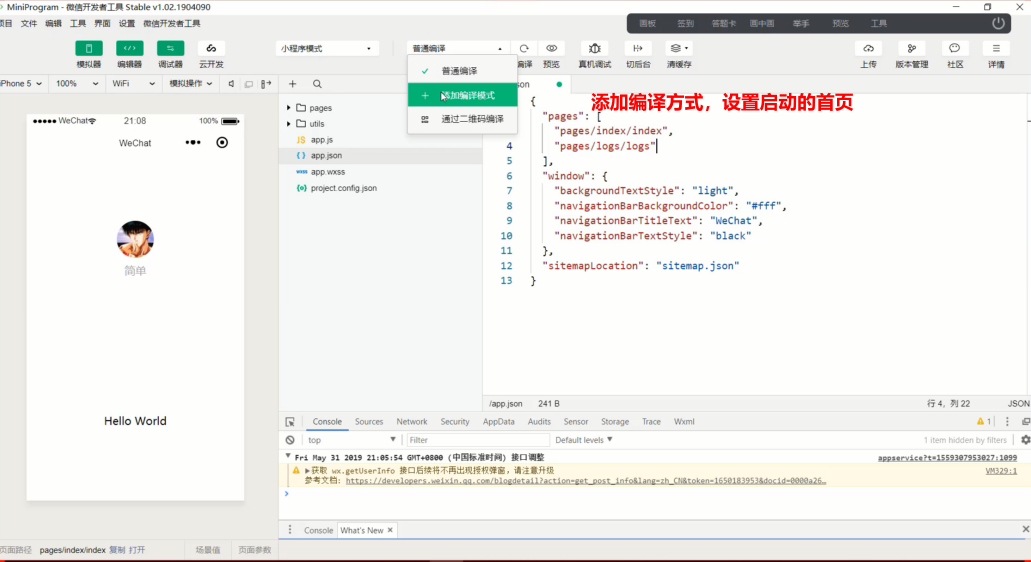 MiniProgram - 微信开发者工具 Stable v1.02.1904090
项目 文件 编辑 工具 界面 设置 微信开发者工具
面板 签到 答题卡 画中画 举手 预览 工具
模拟器 编辑器 调试器 云开发
小程序模式
普通编译
编译 预览 真机调试 切后台 清缓存
上传 版本管理 社区 详情
iPhone 5 100% WiFi 模拟操作
普通编译
添加编译模式
通过二维码编译
添加编译方式，设置启动的首页
WeChat 21:08 100%
WeChat
简单
Hello World
pages
utils
JS app.js
{} app.json
wxss app.wxss
{o} project.config.json
json
{
"pages": [
"pages/index/index",
4 "pages/logs/logs"
5 ],
6 "window": {
7 "backgroundTextStyle": "light",
8 "navigationBarBackgroundColor": "#fff",
9 "navigationBarTitleText": "WeChat",
10 "navigationBarTextStyle": "black"
11 },
12 "sitemapLocation": "sitemap.json"
13 }
/app.json 241 B 行 4，列 22 JSON
Console Sources Network Security AppData Audits Sensor Storage Trace Wxml 1
top Filter Default levels 1 item hidden by filters
Fri May 31 2019 21:05:54 GMT+0800 (中国标准时间) 接口调整 appservice?t=1559307953027:1099
获取 wx.getUserInfo 接口后续将不再出现授权弹窗，请注意升级 VM329:1
参考文档: https://developers.weixin.qq.com/blogdetail?action=get_post_info&lang=zh_CN&token=1650183953&docid=0000a26…
Console What's New
页面路径 pages/index/index 复制 打开 场景值 页面参数